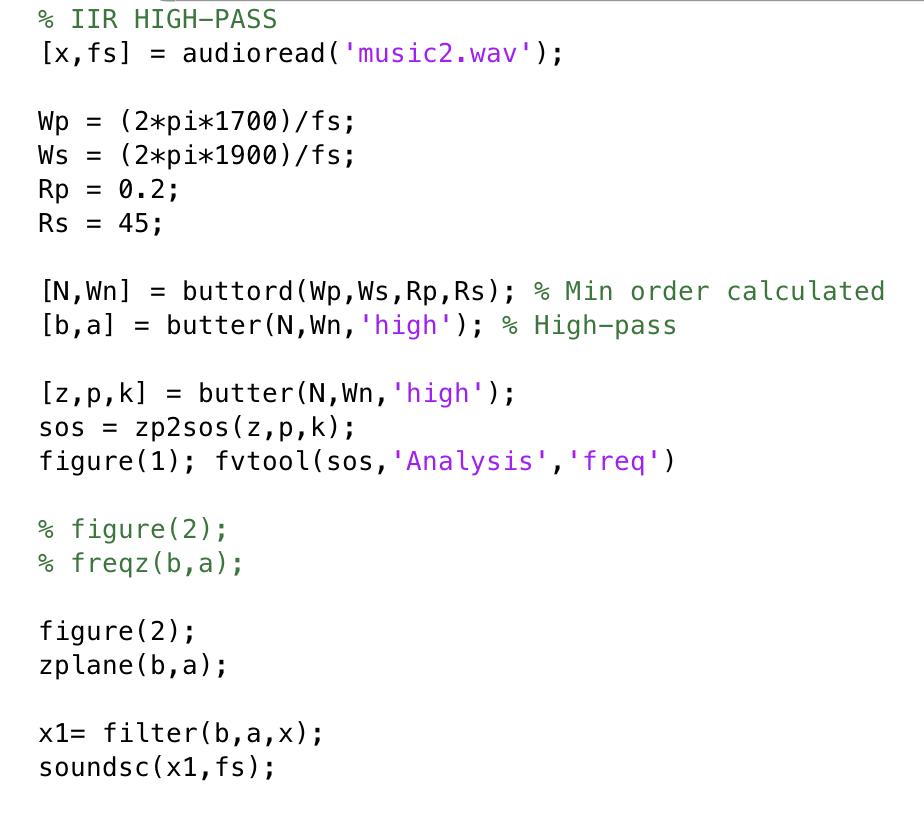 % IIR HIGH-PASS
[x,fs] = audioread('music2.wav');
Wp = (2*pi*1700)/fs;
Ws = (2*pi*1900)/fs;
Rp = 0.2;
Rs = 45;
[N,Wn] = buttord(Wp,Ws,Rp,Rs); % Min order calculated
[b,a] = butter(N,Wn,'high'); % High-pass
[z,p,k] = butter(N,Wn,'high');
sos = zp2sos(z,p,k);
figure(1); fvtool(sos,'Analysis','freq')
% figure(2);
% freqz(b,a);
figure(2);
zplane(b,a);
x1= filter(b,a,x);
soundsc(x1,fs);